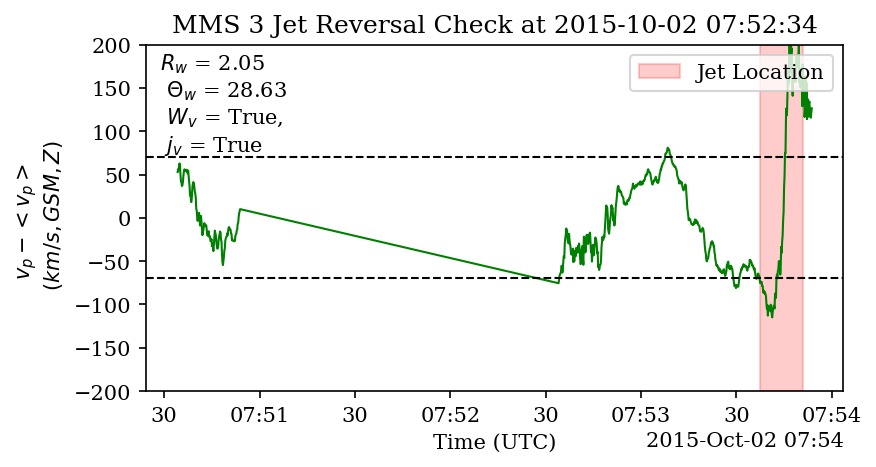 MMS 3 Jet Reversal Check at 2015-10-02 07:52:34
R_w = 2.05
Θ_w = 28.63
W_v = True,
j_v = True
Jet Location
v_p − < v_p >
(km/s, GSM, Z)
200
150
100
50
0
−50
−100
−150
−200
30
07:51
30
07:52
30
07:53
30
07:54
Time (UTC)
2015-Oct-02 07:54